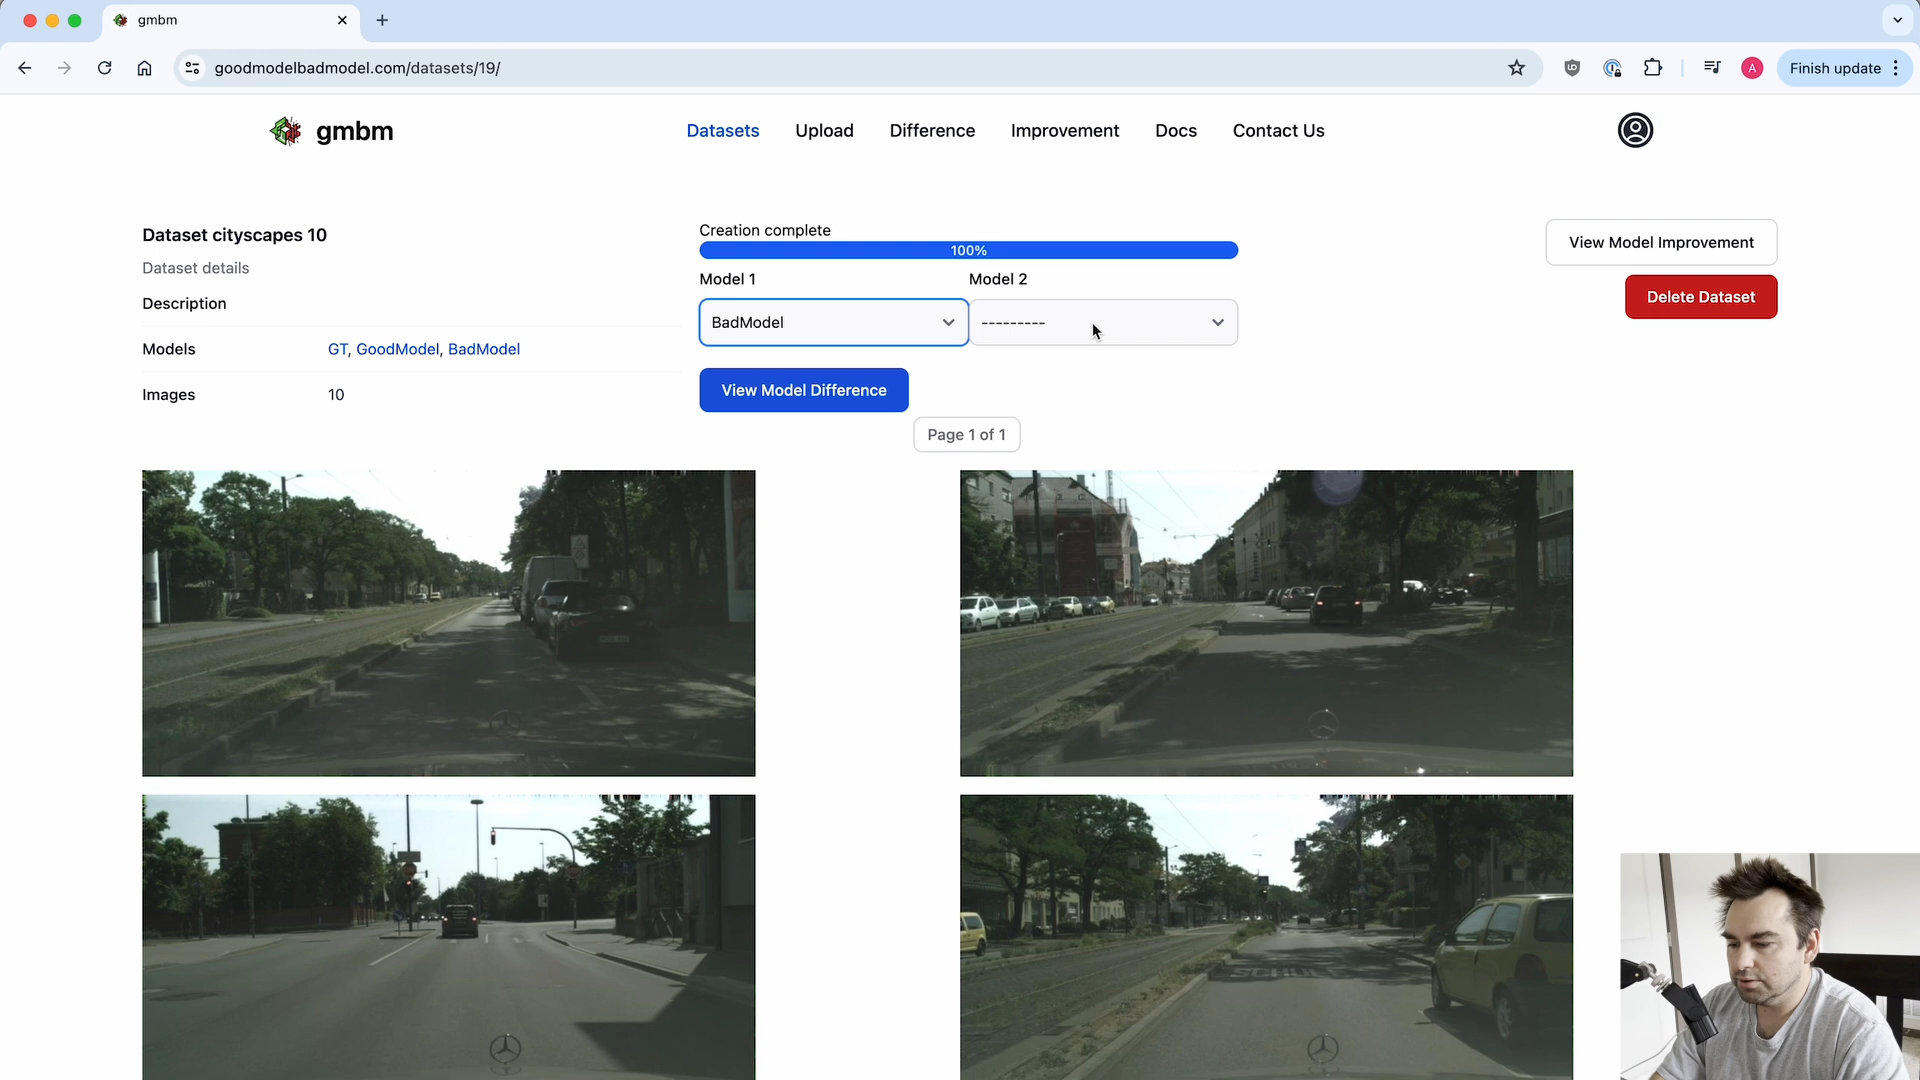 gmbm
goodmodelbadmodel.com/datasets/19/
A
Finish update
gmbm
Datasets
Upload
Difference
Improvement
Docs
Contact Us
Dataset cityscapes 10
Dataset details
Description
Models
GT, GoodModel, BadModel
Images
10
Creation complete
100%
Model 1
Model 2
BadModel
---------
View Model Difference
Page 1 of 1
View Model Improvement
Delete Dataset
SCHULE